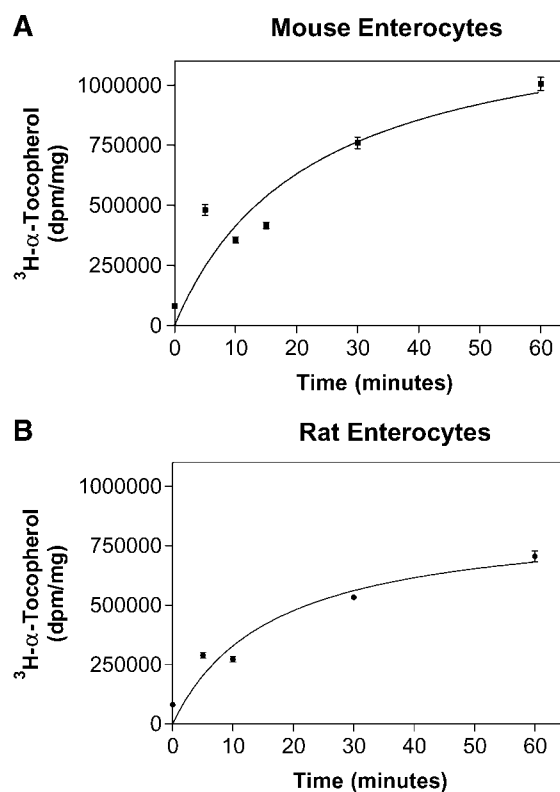 A
Mouse Enterocytes
1000000
750000
500000
250000
0
³H-α-Tocopherol
(dpm/mg)
0 10 20 30 40 50 60
Time (minutes)
B
Rat Enterocytes
1000000
750000
500000
250000
0
³H-α-Tocopherol
(dpm/mg)
0 10 20 30 40 50 60
Time (minutes)